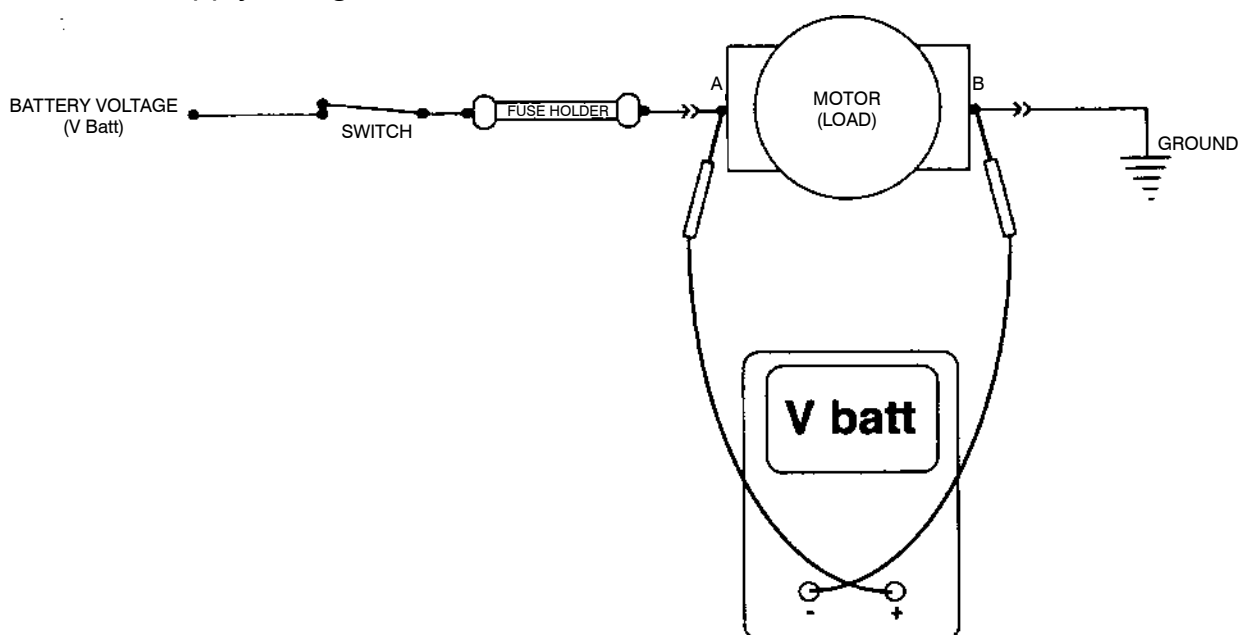 A
B
BATTERY VOLTAGE
(V Batt)
SWITCH
FUSE HOLDER
MOTOR
(LOAD)
GROUND
V batt
- +